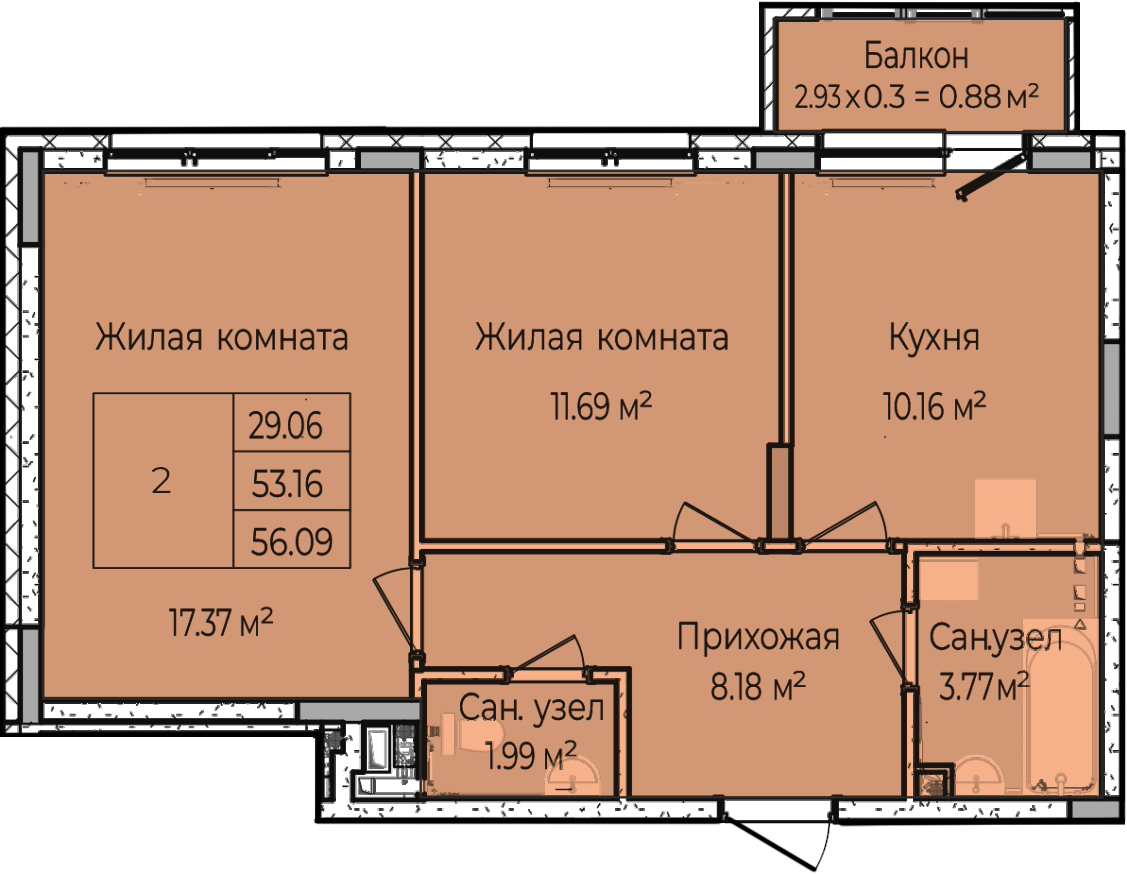 Балкон
2.93 x 0.3 = 0.88 м²
Жилая комната
17.37 м²
2
29.06
53.16
56.09
Жилая комната
11.69 м²
Кухня
10.16 м²
Прихожая
8.18 м²
Сан.узел
3.77м²
Сан. узел
1.99 м²